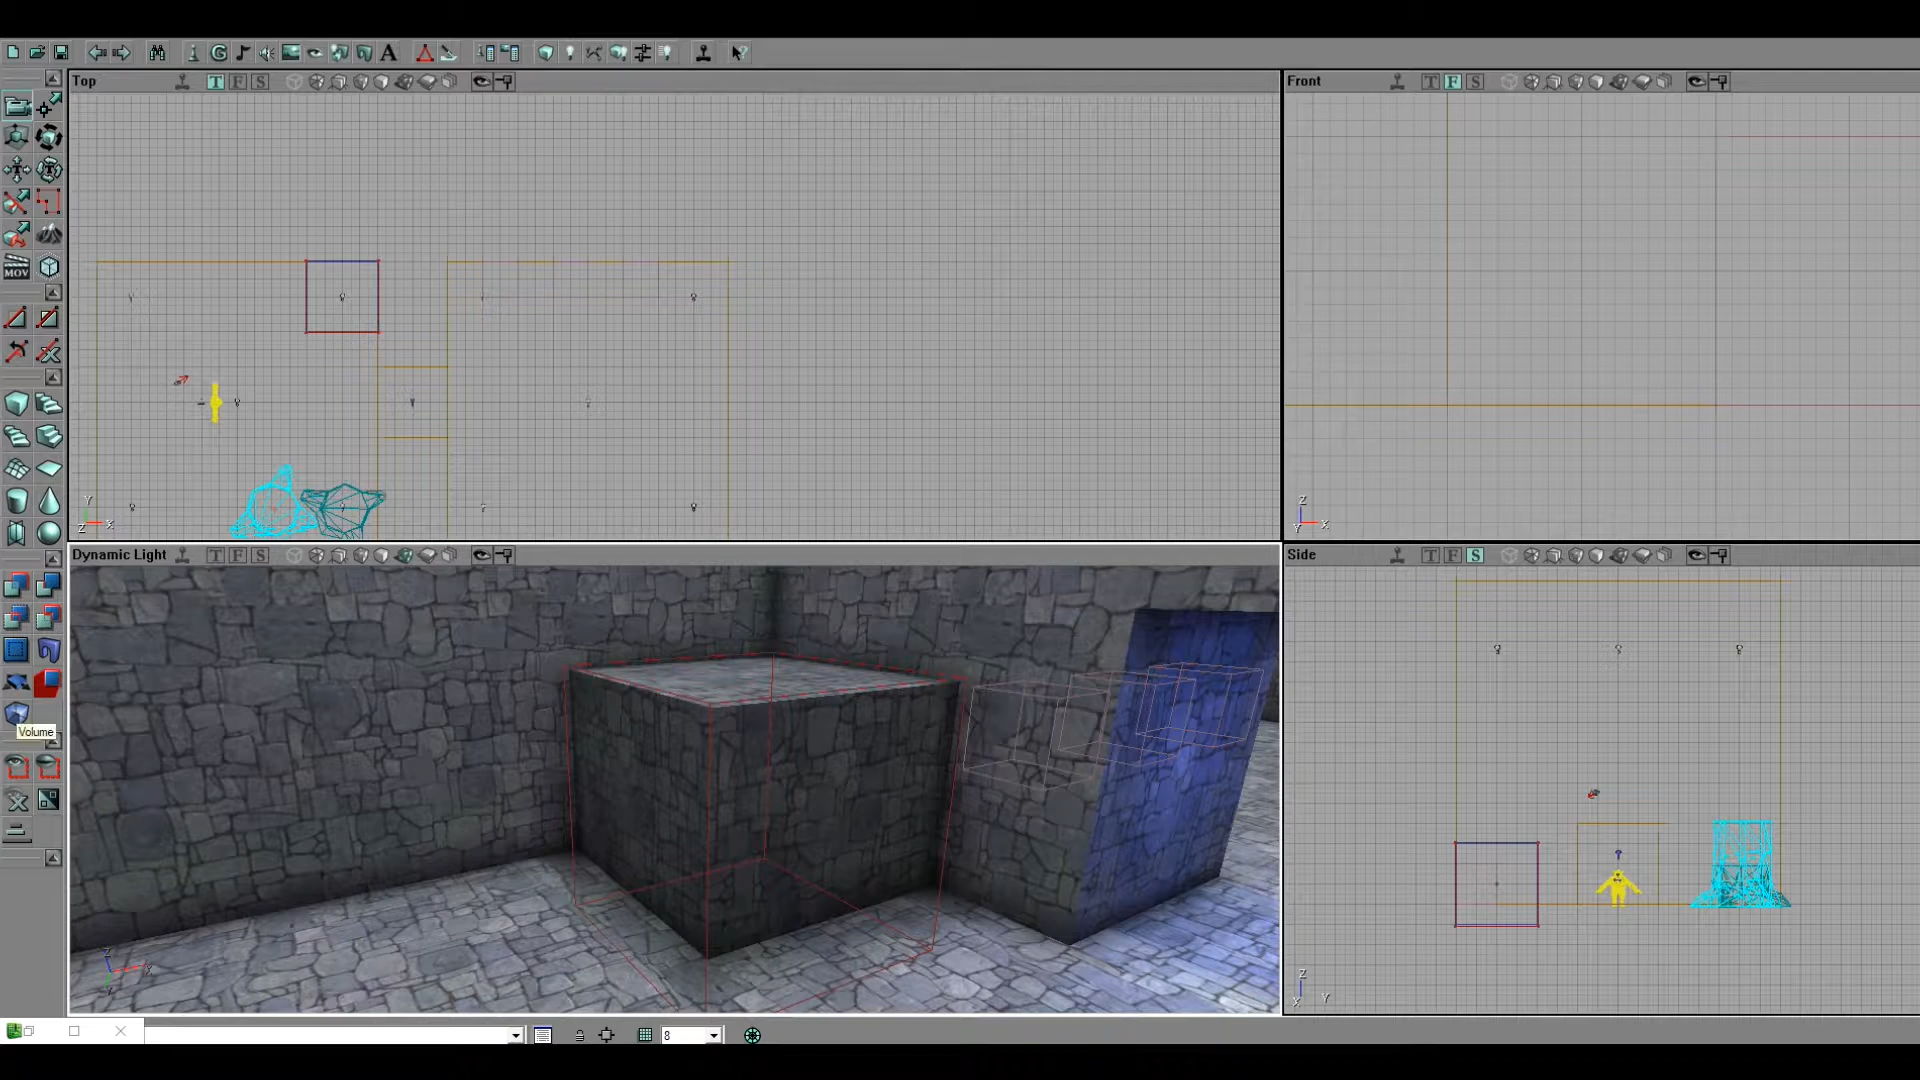 G A
Top T F S
Front T F S
MOV
Y
Z X
Z
Y X
Dynamic Light T F S
Side T F S
Volume
Z
X
Y
Z
X Y
8